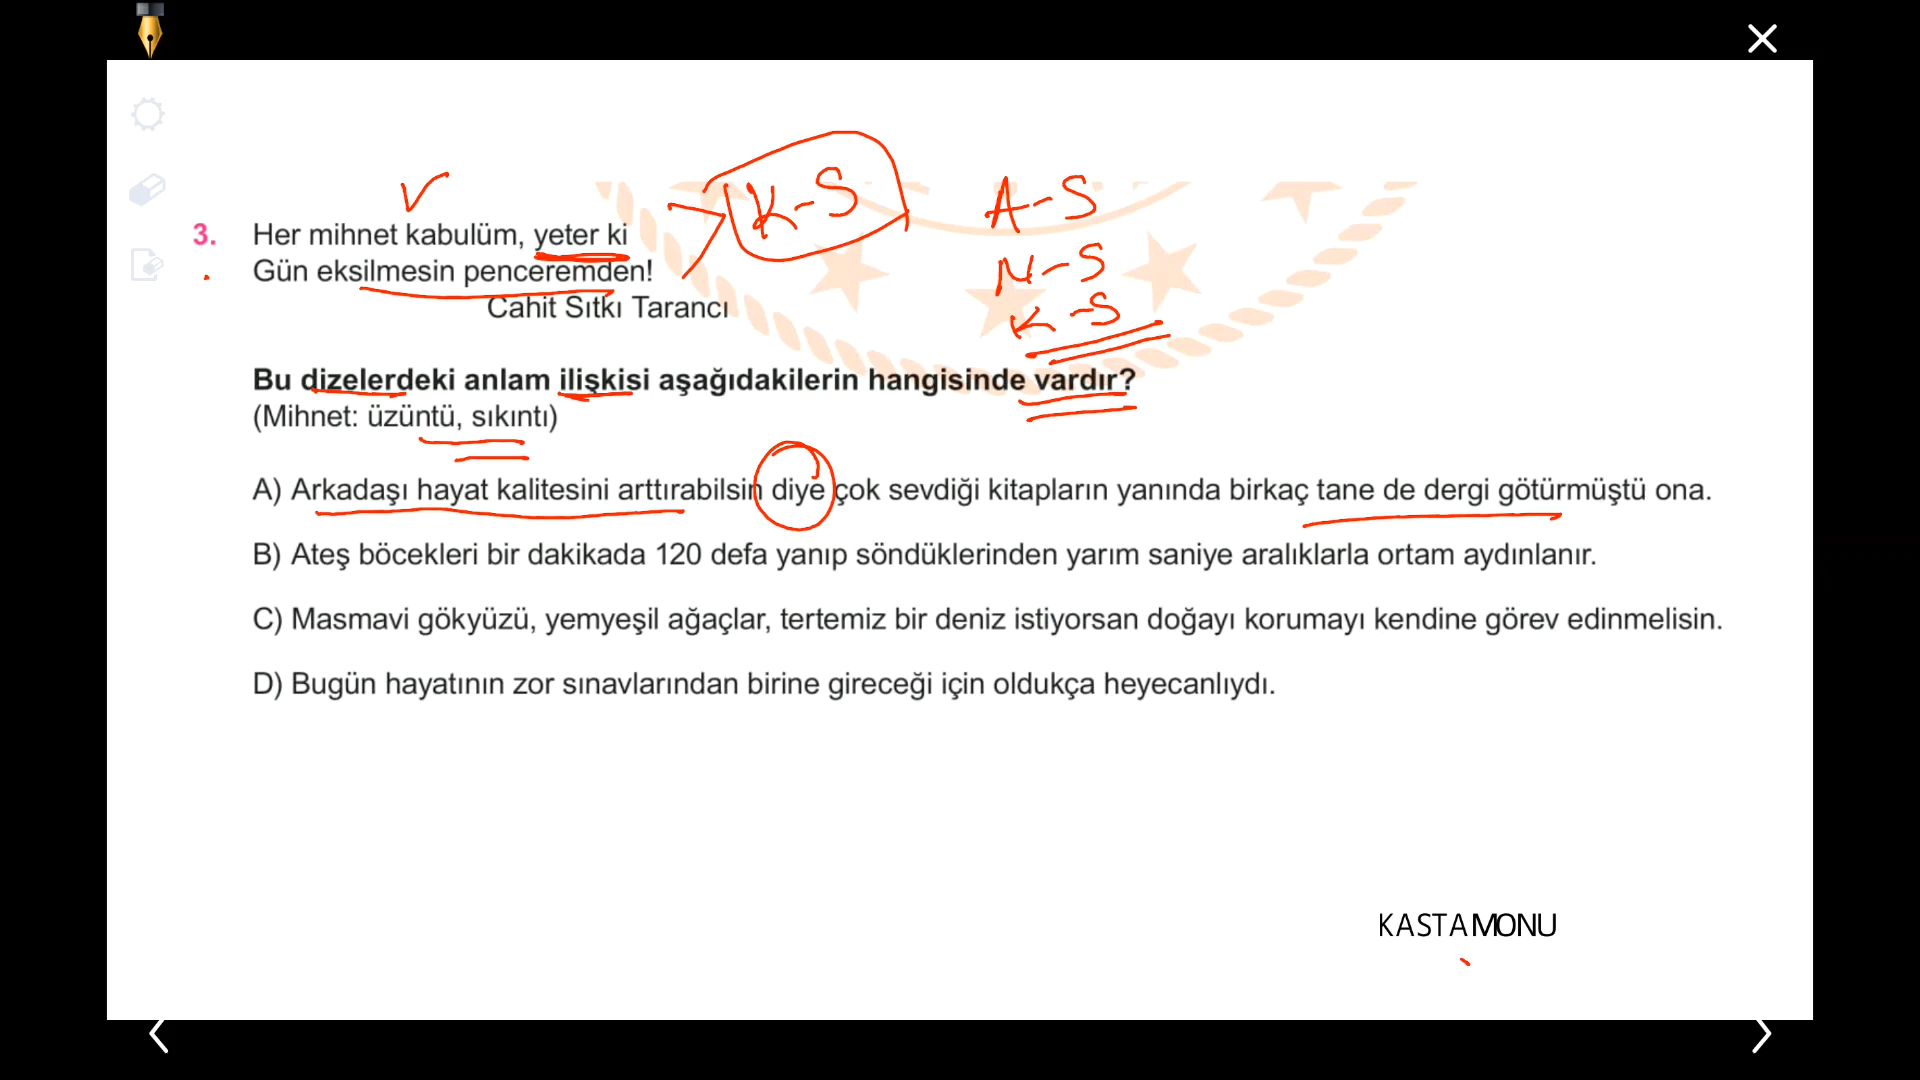 K-S
A-S
3. Her mihnet kabulüm, yeter ki
N-S
Gün eksilmesin penceremden!
K-S
Cahit Sıtkı Tarancı
Bu dizelerdeki anlam ilişkisi aşağıdakilerin hangisinde vardır?
(Mihnet: üzüntü, sıkıntı)
A) Arkadaşı hayat kalitesini arttırabilsin diye çok sevdiği kitapların yanında birkaç tane de dergi götürmüştü ona.
B) Ateş böcekleri bir dakikada 120 defa yanıp söndüklerinden yarım saniye aralıklarla ortam aydınlanır.
C) Masmavi gökyüzü, yemyeşil ağaçlar, tertemiz bir deniz istiyorsan doğayı korumayı kendine görev edinmelisin.
D) Bugün hayatının zor sınavlarından birine gireceği için oldukça heyecanlıydı.
KASTAMONU